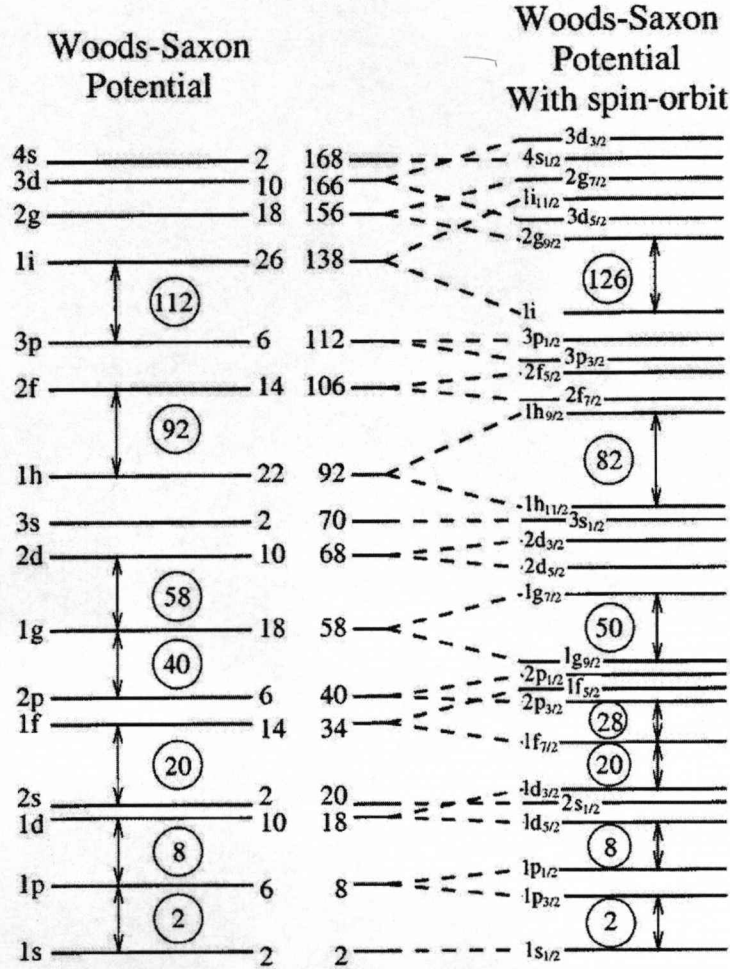 Woods-Saxon
Potential
Woods-Saxon
Potential
With spin-orbit
4s 2 168 3d3/2
4s1/2
3d 10 166 2g7/2
2g 18 156 1i11/2
3d5/2
2g9/2
1i 26 138
112 126
1i
3p 6 112 3p1/2
3p3/2
2f 14 106 2f5/2
2f7/2
1h9/2
92 82
1h 22 92
1h11/2
3s 2 70 3s1/2
2d3/2
2d 10 68
2d5/2
58 1g7/2
1g 18 58 50
40 1g9/2
2p1/2
2p 6 40 1f5/2
2p3/2
1f 14 34 28
1f7/2
20 20
1d3/2
2s 2 20 2s1/2
1d 10 18 1d5/2
8 8
1p1/2
1p 6 8
1p3/2
2 2
1s 2 2 1s1/2